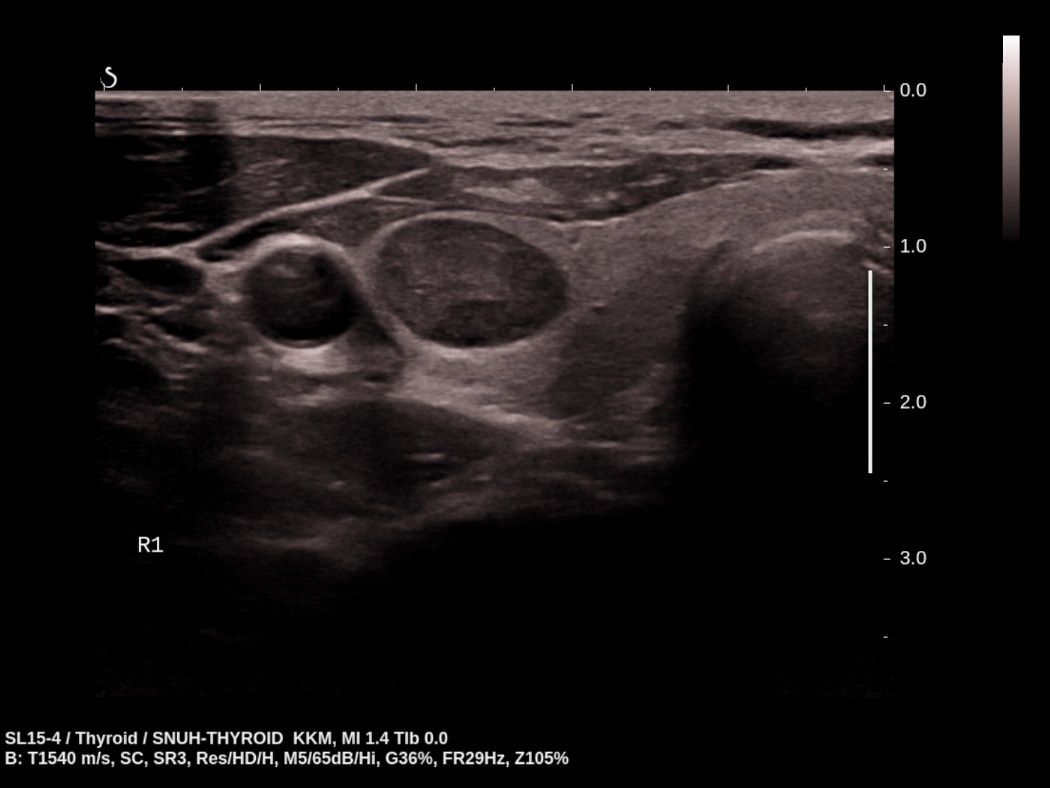 0.0
1.0
2.0
R1
3.0
SL15-4 / Thyroid / SNUH-THYROID KKM, MI 1.4 TIb 0.0
B: T1540 m/s, SC, SR3, Res/HD/H, M5/65dB/Hi, G36%, FR29Hz, Z105%